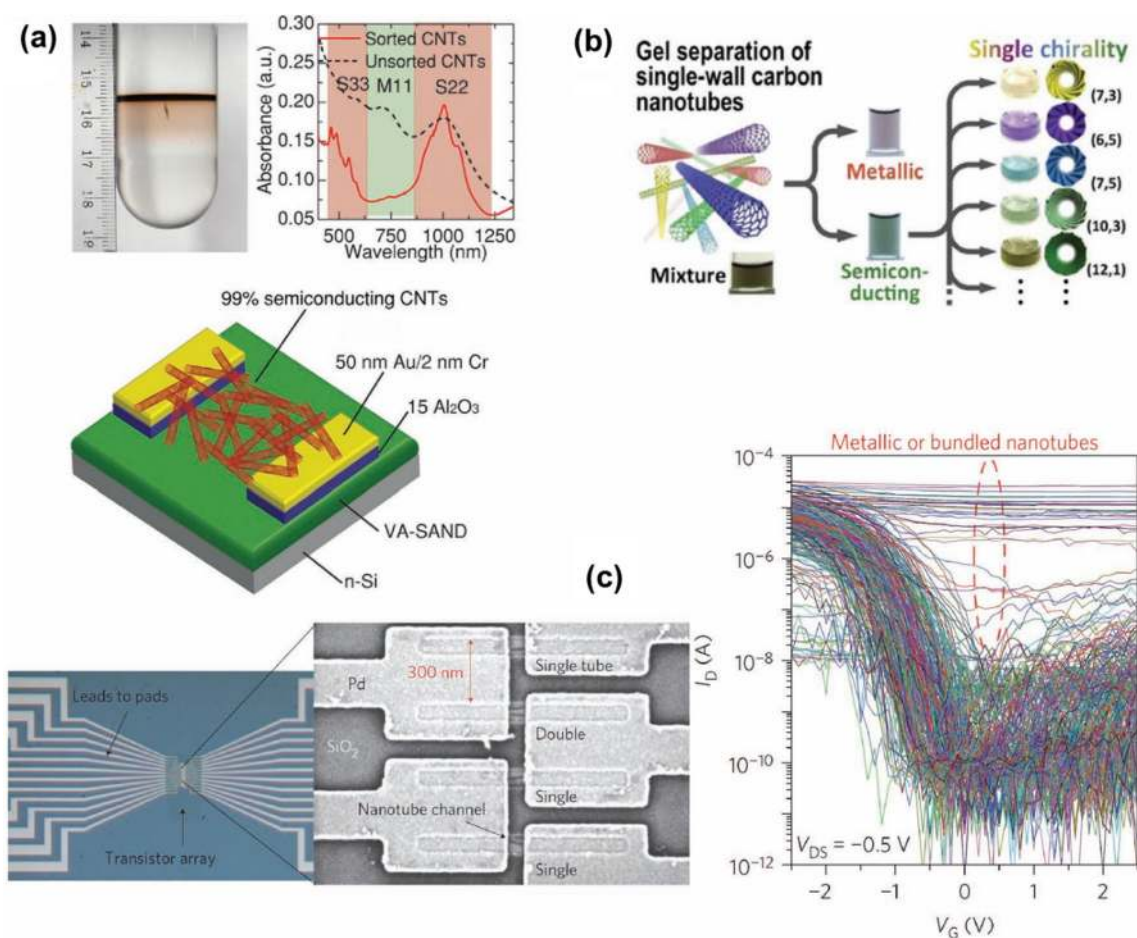 (a)
14
15
16
17
18
19
0.30
0.25
0.20
0.15
0.10
0.05
Absorbance (a.u.)
Sorted CNTs
Unsorted CNTs
S33 M11 S22
500 750 1000 1250
Wavelength (nm)
99% semiconducting CNTs
50 nm Au/2 nm Cr
15 Al₂O₃
VA-SAND
n-Si
(b)
Gel separation of
single-wall carbon
nanotubes
Mixture
Metallic
Semicon-
ducting
Single chirality
(7,3)
(6,5)
(7,5)
(10,3)
(12,1)
(c)
Leads to pads
Transistor array
Pd
300 nm
SiO₂
Nanotube channel
Single tube
Double
Single
Single
Metallic or bundled nanotubes
10⁻⁴
10⁻⁶
10⁻⁸
10⁻¹⁰
10⁻¹²
I_D (A)
V_DS = −0.5 V
−2 −1 0 1 2
V_G (V)